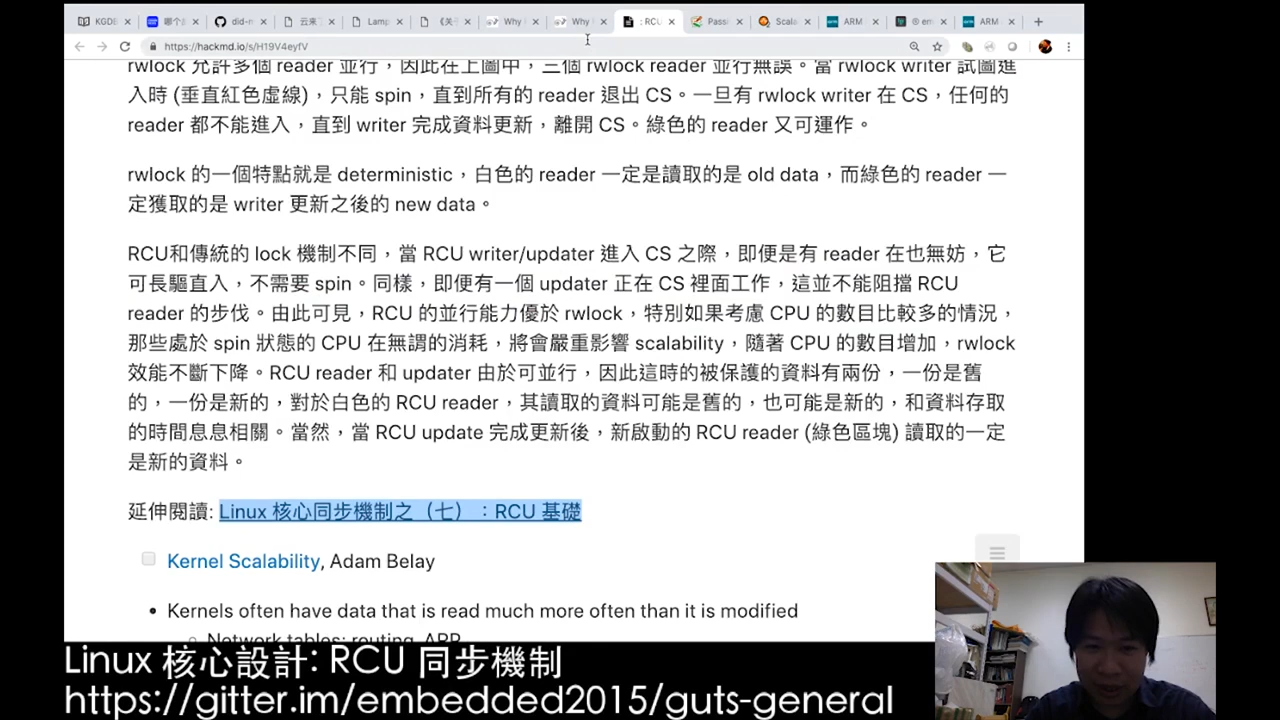 KGDB
哪个
did-n
云来
Lamp
《关于
Why I
Why I
: RCU
Passi
Scala
ARM
® em
ARM
https://hackmd.io/s/H19V4eyfV
rwlock 允許多個 reader 並行，因此在上圖中，三個 rwlock reader 並行無誤。當 rwlock writer 試圖進
入時 (垂直紅色虛線)，只能 spin，直到所有的 reader 退出 CS。一旦有 rwlock writer 在 CS，任何的
reader 都不能進入，直到 writer 完成資料更新，離開 CS。綠色的 reader 又可運作。
rwlock 的一個特點就是 deterministic，白色的 reader 一定是讀取的是 old data，而綠色的 reader 一
定獲取的是 writer 更新之後的 new data。
RCU和傳統的 lock 機制不同，當 RCU writer/updater 進入 CS 之際，即便是有 reader 在也無妨，它
可長驅直入，不需要 spin。同樣，即便有一個 updater 正在 CS 裡面工作，這並不能阻擋 RCU
reader 的步伐。由此可見，RCU 的並行能力優於 rwlock，特別如果考慮 CPU 的數目比較多的情況，
那些處於 spin 狀態的 CPU 在無謂的消耗，將會嚴重影響 scalability，隨著 CPU 的數目增加，rwlock
效能不斷下降。RCU reader 和 updater 由於可並行，因此這時的被保護的資料有兩份，一份是舊
的，一份是新的，對於白色的 RCU reader，其讀取的資料可能是舊的，也可能是新的，和資料存取
的時間息息相關。當然，當 RCU update 完成更新後，新啟動的 RCU reader (綠色區塊) 讀取的一定
是新的資料。
延伸閱讀: Linux 核心同步機制之（七）：RCU 基礎
Kernel Scalability, Adam Belay
• Kernels often have data that is read much more often than it is modified
Network tables: routing, ARP
Linux 核心設計: RCU 同步機制
https://gitter.im/embedded2015/guts-general